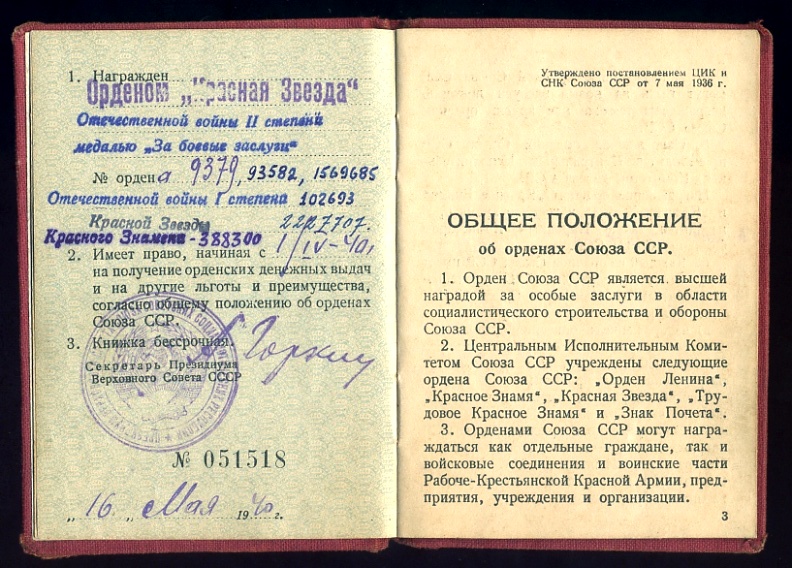 1. Награжден
Орденом „Красная Звезда"
Отечественной войны II степени
медалью „За боевые заслуги"
№ ордена 9379, 93582, 1569685
Отечественной войны I степени 102693
Красной Звезды 2227707.
Красного Знамени - 388300
2. Имеет право, начиная с 1/IV-40г.
на получение орденских денежных выдач
и на другие льготы и преимущества,
согласно общему положению об орденах
Союза ССР.
3. Книжка бессрочная.
Секретарь Президиума
Верховного Совета СССР
А Горкин
№ 051518
„16„ Мая 1940 г.
Утверждено постановлением ЦИК и
СНК Союза ССР от 7 мая 1936 г.
ОБЩЕЕ ПОЛОЖЕНИЕ
об орденах Союза ССР.
1. Орден Союза ССР является высшей
наградой за особые заслуги в области
социалистического строительства и обороны
Союза ССР.
2. Центральным Исполнительным Коми-
тетом Союза ССР учреждены следующие
ордена Союза ССР: „Орден Ленина",
„Красное Знамя", „Красная Звезда", „Тру-
довое Красное Знамя" и „Знак Почета".
3. Орденами Союза ССР могут награ-
ждаться как отдельные граждане, так и
войсковые соединения и воинские части
Рабоче-Крестьянской Красной Армии, пред-
приятия, учреждения и организации.
3